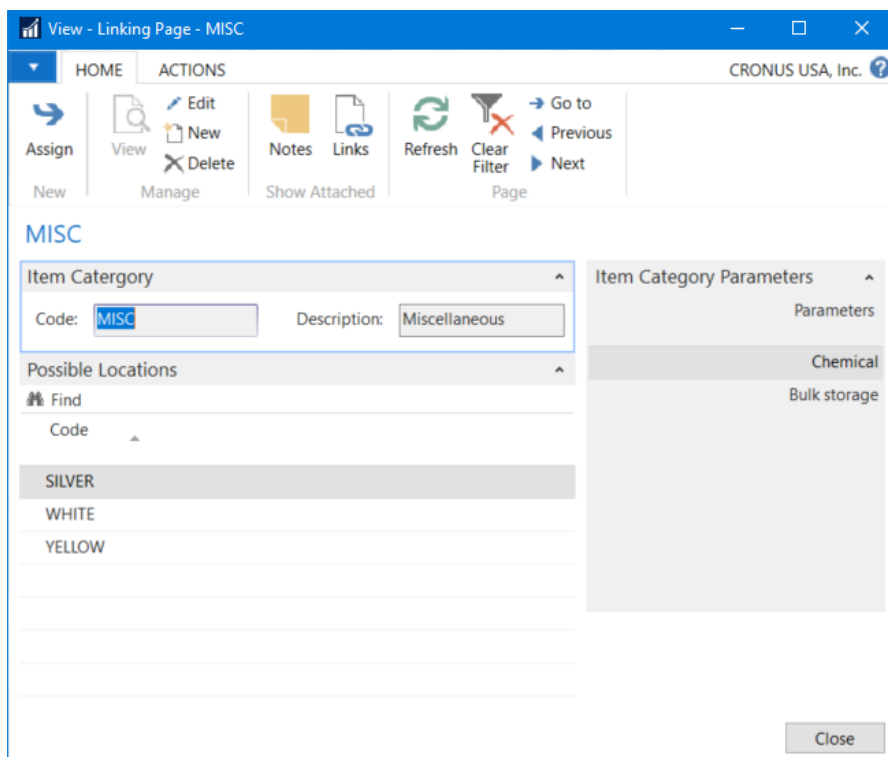 View - Linking Page - MISC
HOME ACTIONS CRONUS USA, Inc. ?
Assign
View
Edit
New
Delete
Notes Links
Refresh Clear Filter
Go to
Previous
Next
New Manage Show Attached Page
MISC
Item Catergory
Code: MISC Description: Miscellaneous
Possible Locations
Find
Code
SILVER
WHITE
YELLOW
Item Category Parameters
Parameters
Chemical
Bulk storage
Close